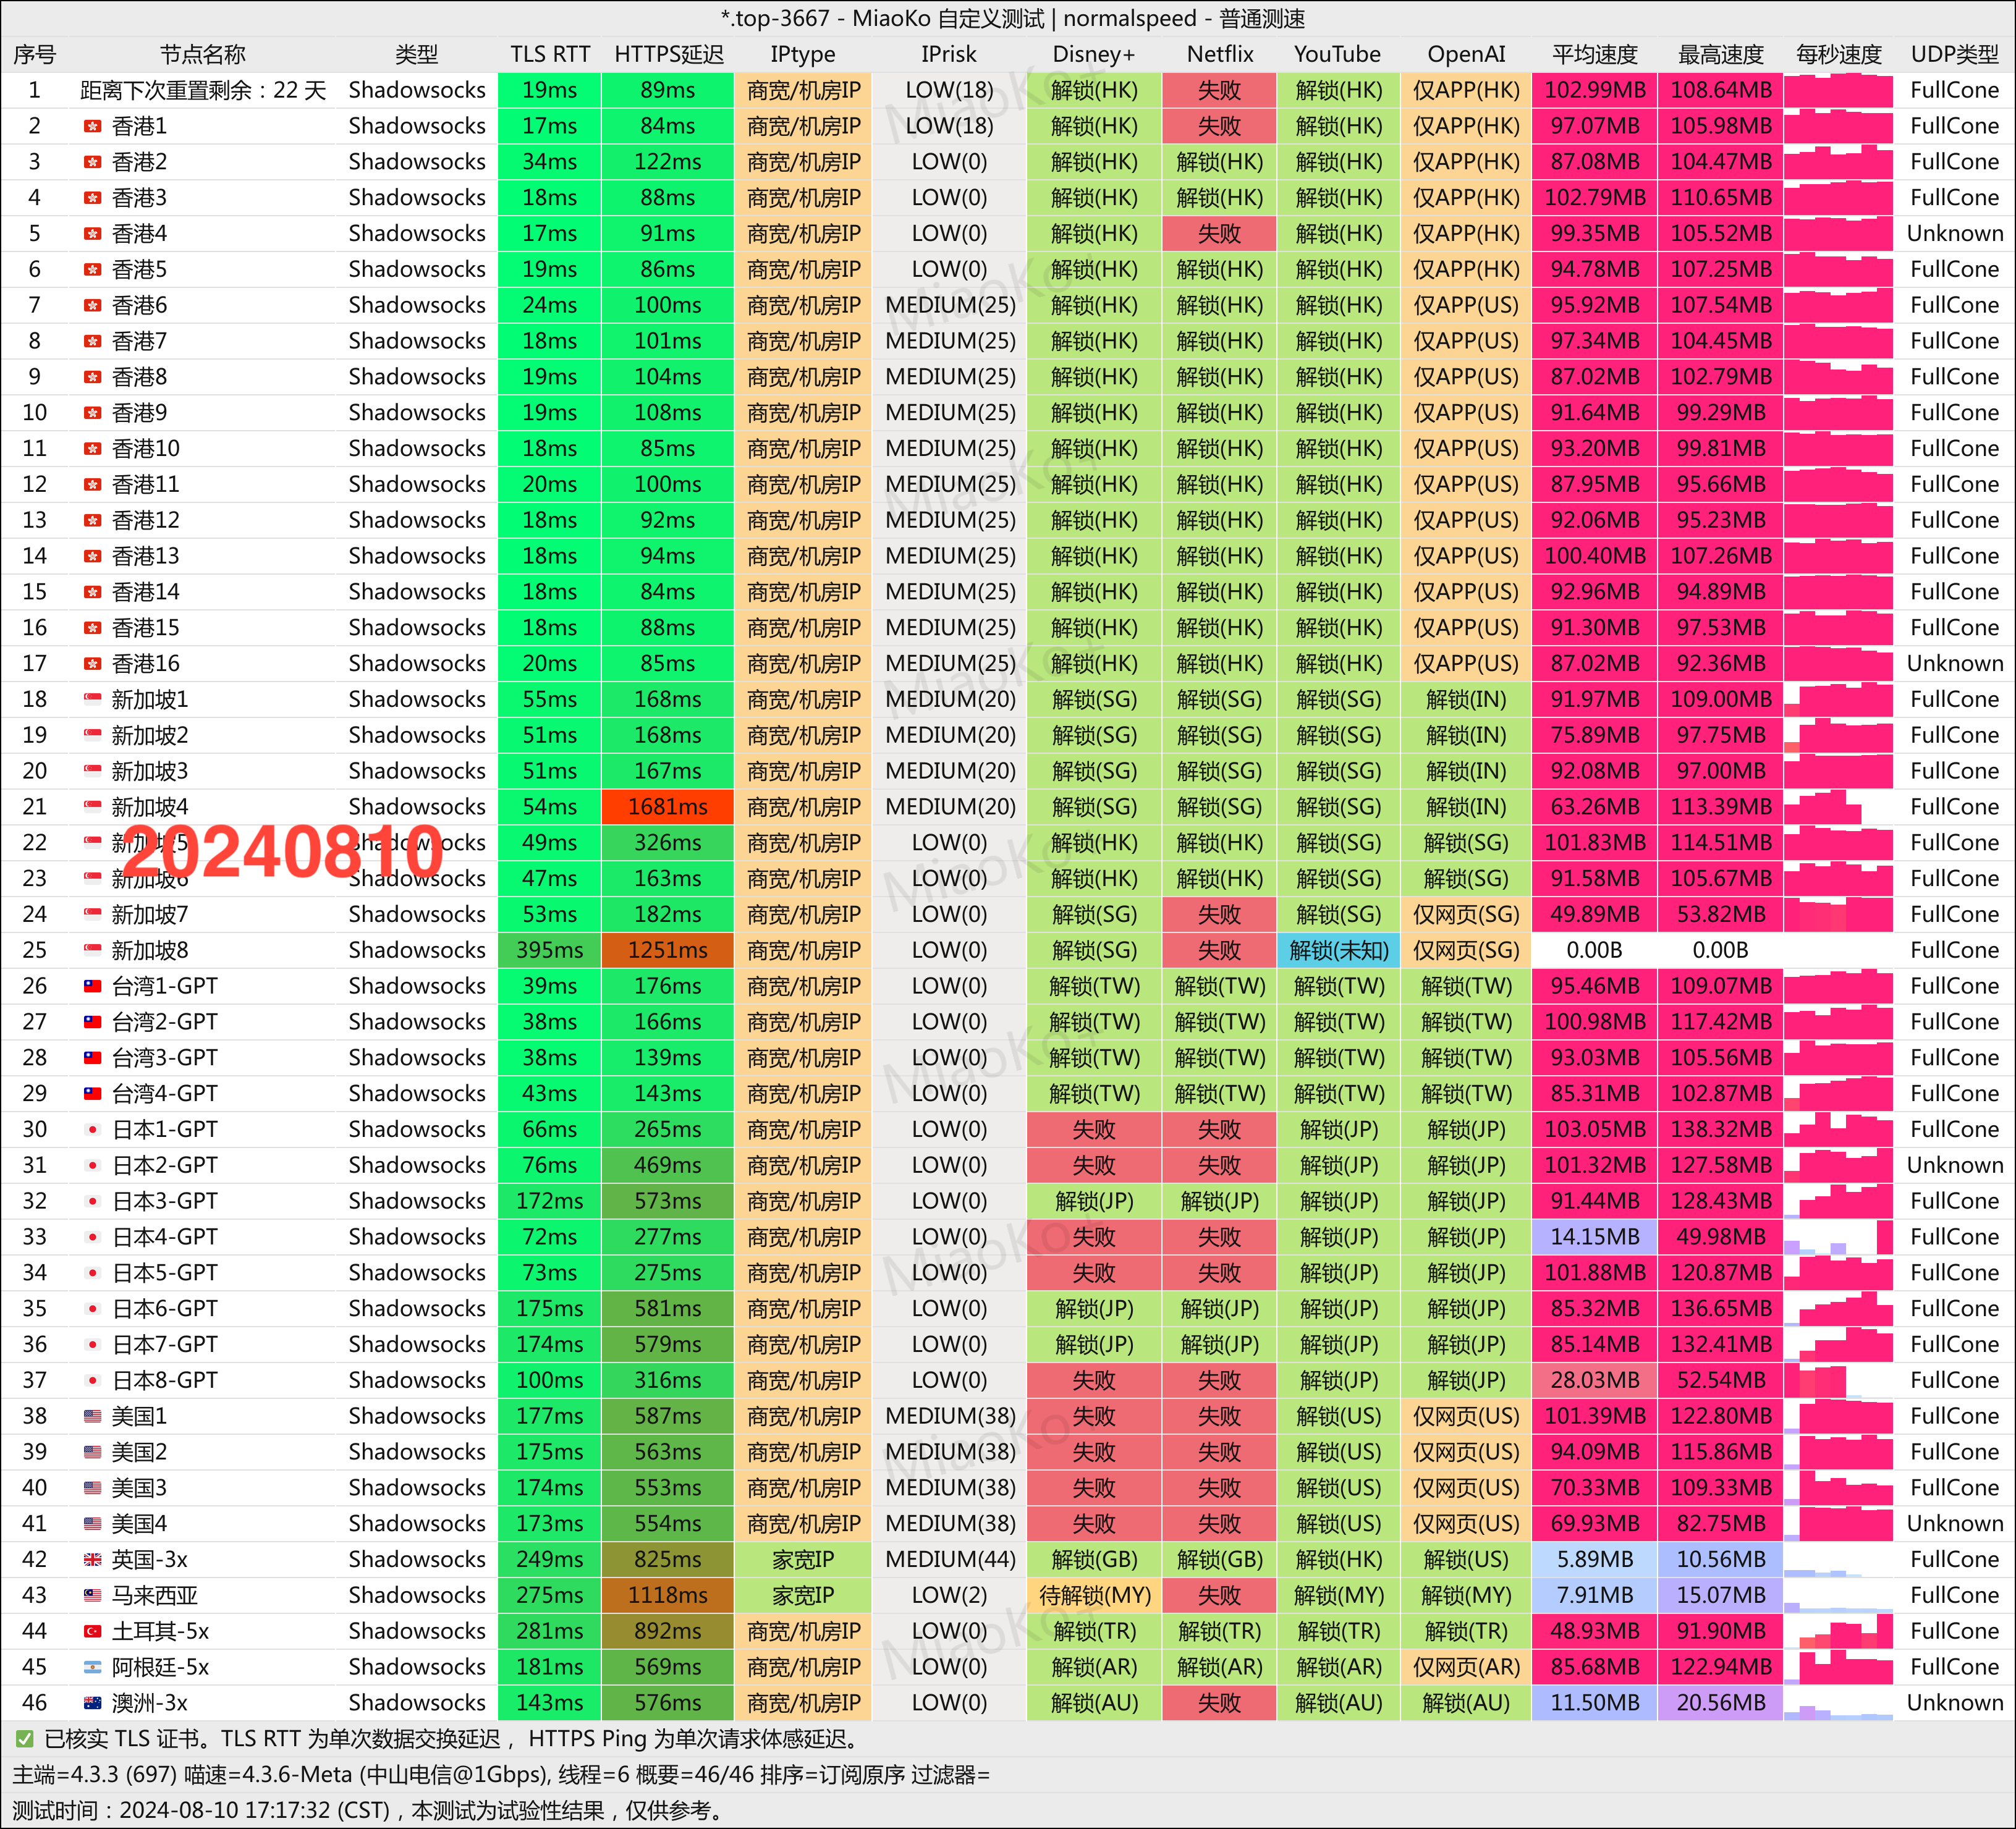 *.top-3667 - MiaoKo 自定义测试 | normalspeed - 普通测速
序号 节点名称 类型 TLS RTT HTTPS延迟 IPtype IPrisk Disney+ Netflix YouTube OpenAI 平均速度 最高速度 每秒速度 UDP类型
1 距离下次重置剩余：22 天 Shadowsocks 19ms 89ms 商宽/机房IP LOW(18) 解锁(HK) 失败 解锁(HK) 仅APP(HK) 102.99MB 108.64MB FullCone
2 香港1 Shadowsocks 17ms 84ms 商宽/机房IP LOW(18) 解锁(HK) 失败 解锁(HK) 仅APP(HK) 97.07MB 105.98MB FullCone
3 香港2 Shadowsocks 34ms 122ms 商宽/机房IP LOW(0) 解锁(HK) 解锁(HK) 解锁(HK) 仅APP(HK) 87.08MB 104.47MB FullCone
4 香港3 Shadowsocks 18ms 88ms 商宽/机房IP LOW(0) 解锁(HK) 解锁(HK) 解锁(HK) 仅APP(HK) 102.79MB 110.65MB FullCone
5 香港4 Shadowsocks 17ms 91ms 商宽/机房IP LOW(0) 解锁(HK) 失败 解锁(HK) 仅APP(HK) 99.35MB 105.52MB Unknown
6 香港5 Shadowsocks 19ms 86ms 商宽/机房IP LOW(0) 解锁(HK) 解锁(HK) 解锁(HK) 仅APP(HK) 94.78MB 107.25MB FullCone
7 香港6 Shadowsocks 24ms 100ms 商宽/机房IP MEDIUM(25) 解锁(HK) 解锁(HK) 解锁(HK) 仅APP(US) 95.92MB 107.54MB FullCone
8 香港7 Shadowsocks 18ms 101ms 商宽/机房IP MEDIUM(25) 解锁(HK) 解锁(HK) 解锁(HK) 仅APP(US) 97.34MB 104.45MB FullCone
9 香港8 Shadowsocks 19ms 104ms 商宽/机房IP MEDIUM(25) 解锁(HK) 解锁(HK) 解锁(HK) 仅APP(US) 87.02MB 102.79MB FullCone
10 香港9 Shadowsocks 19ms 108ms 商宽/机房IP MEDIUM(25) 解锁(HK) 解锁(HK) 解锁(HK) 仅APP(US) 91.64MB 99.29MB FullCone
11 香港10 Shadowsocks 18ms 85ms 商宽/机房IP MEDIUM(25) 解锁(HK) 解锁(HK) 解锁(HK) 仅APP(US) 93.20MB 99.81MB FullCone
12 香港11 Shadowsocks 20ms 100ms 商宽/机房IP MEDIUM(25) 解锁(HK) 解锁(HK) 解锁(HK) 仅APP(US) 87.95MB 95.66MB FullCone
13 香港12 Shadowsocks 18ms 92ms 商宽/机房IP MEDIUM(25) 解锁(HK) 解锁(HK) 解锁(HK) 仅APP(US) 92.06MB 95.23MB FullCone
14 香港13 Shadowsocks 18ms 94ms 商宽/机房IP MEDIUM(25) 解锁(HK) 解锁(HK) 解锁(HK) 仅APP(US) 100.40MB 107.26MB FullCone
15 香港14 Shadowsocks 18ms 84ms 商宽/机房IP MEDIUM(25) 解锁(HK) 解锁(HK) 解锁(HK) 仅APP(US) 92.96MB 94.89MB FullCone
16 香港15 Shadowsocks 18ms 88ms 商宽/机房IP MEDIUM(25) 解锁(HK) 解锁(HK) 解锁(HK) 仅APP(US) 91.30MB 97.53MB FullCone
17 香港16 Shadowsocks 20ms 85ms 商宽/机房IP MEDIUM(25) 解锁(HK) 解锁(HK) 解锁(HK) 仅APP(US) 87.02MB 92.36MB Unknown
18 新加坡1 Shadowsocks 55ms 168ms 商宽/机房IP MEDIUM(20) 解锁(SG) 解锁(SG) 解锁(SG) 解锁(IN) 91.97MB 109.00MB FullCone
19 新加坡2 Shadowsocks 51ms 168ms 商宽/机房IP MEDIUM(20) 解锁(SG) 解锁(SG) 解锁(SG) 解锁(IN) 75.89MB 97.75MB FullCone
20 新加坡3 Shadowsocks 51ms 167ms 商宽/机房IP MEDIUM(20) 解锁(SG) 解锁(SG) 解锁(SG) 解锁(IN) 92.08MB 97.00MB FullCone
21 新加坡4 Shadowsocks 54ms 1681ms 商宽/机房IP MEDIUM(20) 解锁(SG) 解锁(SG) 解锁(SG) 解锁(IN) 63.26MB 113.39MB FullCone
22 新加坡5 Shadowsocks 49ms 326ms 商宽/机房IP LOW(0) 解锁(HK) 解锁(HK) 解锁(SG) 解锁(SG) 101.83MB 114.51MB FullCone
20240810
23 新加坡6 Shadowsocks 47ms 163ms 商宽/机房IP LOW(0) 解锁(HK) 解锁(HK) 解锁(SG) 解锁(SG) 91.58MB 105.67MB FullCone
24 新加坡7 Shadowsocks 53ms 182ms 商宽/机房IP LOW(0) 解锁(SG) 失败 解锁(SG) 仅网页(SG) 49.89MB 53.82MB FullCone
25 新加坡8 Shadowsocks 395ms 1251ms 商宽/机房IP LOW(0) 解锁(SG) 失败 解锁(未知) 仅网页(SG) 0.00B 0.00B FullCone
26 台湾1-GPT Shadowsocks 39ms 176ms 商宽/机房IP LOW(0) 解锁(TW) 解锁(TW) 解锁(TW) 解锁(TW) 95.46MB 109.07MB FullCone
27 台湾2-GPT Shadowsocks 38ms 166ms 商宽/机房IP LOW(0) 解锁(TW) 解锁(TW) 解锁(TW) 解锁(TW) 100.98MB 117.42MB FullCone
28 台湾3-GPT Shadowsocks 38ms 139ms 商宽/机房IP LOW(0) 解锁(TW) 解锁(TW) 解锁(TW) 解锁(TW) 93.03MB 105.56MB FullCone
29 台湾4-GPT Shadowsocks 43ms 143ms 商宽/机房IP LOW(0) 解锁(TW) 解锁(TW) 解锁(TW) 解锁(TW) 85.31MB 102.87MB FullCone
30 日本1-GPT Shadowsocks 66ms 265ms 商宽/机房IP LOW(0) 失败 失败 解锁(JP) 解锁(JP) 103.05MB 138.32MB FullCone
31 日本2-GPT Shadowsocks 76ms 469ms 商宽/机房IP LOW(0) 失败 失败 解锁(JP) 解锁(JP) 101.32MB 127.58MB Unknown
32 日本3-GPT Shadowsocks 172ms 573ms 商宽/机房IP LOW(0) 解锁(JP) 解锁(JP) 解锁(JP) 解锁(JP) 91.44MB 128.43MB FullCone
33 日本4-GPT Shadowsocks 72ms 277ms 商宽/机房IP LOW(0) 失败 失败 解锁(JP) 解锁(JP) 14.15MB 49.98MB FullCone
34 日本5-GPT Shadowsocks 73ms 275ms 商宽/机房IP LOW(0) 失败 失败 解锁(JP) 解锁(JP) 101.88MB 120.87MB FullCone
35 日本6-GPT Shadowsocks 175ms 581ms 商宽/机房IP LOW(0) 解锁(JP) 解锁(JP) 解锁(JP) 解锁(JP) 85.32MB 136.65MB FullCone
36 日本7-GPT Shadowsocks 174ms 579ms 商宽/机房IP LOW(0) 解锁(JP) 解锁(JP) 解锁(JP) 解锁(JP) 85.14MB 132.41MB FullCone
37 日本8-GPT Shadowsocks 100ms 316ms 商宽/机房IP LOW(0) 失败 失败 解锁(JP) 解锁(JP) 28.03MB 52.54MB FullCone
38 美国1 Shadowsocks 177ms 587ms 商宽/机房IP MEDIUM(38) 失败 失败 解锁(US) 仅网页(US) 101.39MB 122.80MB FullCone
39 美国2 Shadowsocks 175ms 563ms 商宽/机房IP MEDIUM(38) 失败 失败 解锁(US) 仅网页(US) 94.09MB 115.86MB FullCone
40 美国3 Shadowsocks 174ms 553ms 商宽/机房IP MEDIUM(38) 失败 失败 解锁(US) 仅网页(US) 70.33MB 109.33MB FullCone
41 美国4 Shadowsocks 173ms 554ms 商宽/机房IP MEDIUM(38) 失败 失败 解锁(US) 仅网页(US) 69.93MB 82.75MB Unknown
42 英国-3x Shadowsocks 249ms 825ms 家宽IP MEDIUM(44) 解锁(GB) 解锁(GB) 解锁(HK) 解锁(US) 5.89MB 10.56MB FullCone
43 马来西亚 Shadowsocks 275ms 1118ms 家宽IP LOW(2) 待解锁(MY) 失败 解锁(MY) 解锁(MY) 7.91MB 15.07MB FullCone
44 土耳其-5x Shadowsocks 281ms 892ms 商宽/机房IP LOW(0) 解锁(TR) 解锁(TR) 解锁(TR) 解锁(TR) 48.93MB 91.90MB FullCone
45 阿根廷-5x Shadowsocks 181ms 569ms 商宽/机房IP LOW(0) 解锁(AR) 解锁(AR) 解锁(AR) 仅网页(AR) 85.68MB 122.94MB FullCone
46 澳洲-3x Shadowsocks 143ms 576ms 商宽/机房IP LOW(0) 解锁(AU) 失败 解锁(AU) 解锁(AU) 11.50MB 20.56MB Unknown
✅ 已核实 TLS 证书。TLS RTT 为单次数据交换延迟， HTTPS Ping 为单次请求体感延迟。
主端=4.3.3 (697) 喵速=4.3.6-Meta (中山电信@1Gbps), 线程=6 概要=46/46 排序=订阅原序 过滤器=
测试时间：2024-08-10 17:17:32 (CST)，本测试为试验性结果，仅供参考。